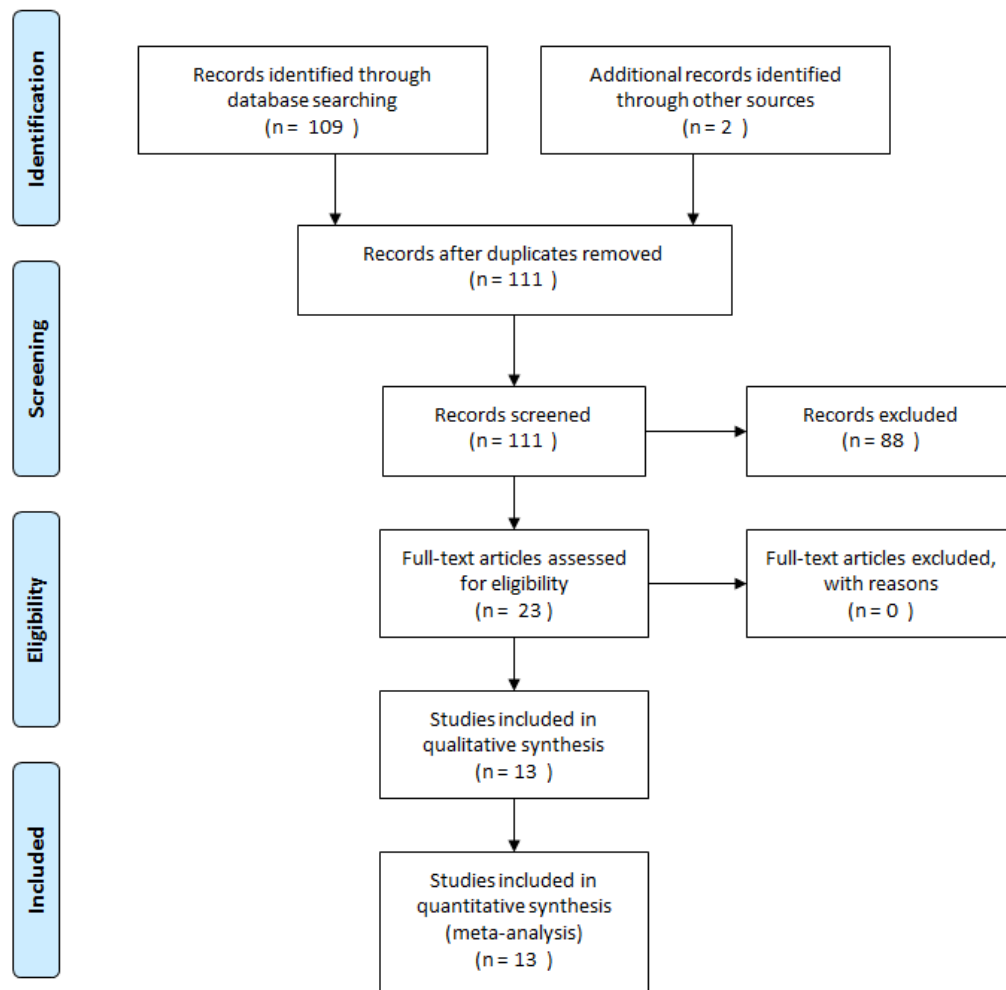 Identification
Records identified through
database searching
(n = 109 )
Additional records identified
through other sources
(n = 2 )
Records after duplicates removed
(n = 111 )
Screening
Records screened
(n = 111 )
Records excluded
(n = 88 )
Eligibility
Full-text articles assessed
for eligibility
(n = 23 )
Full-text articles excluded,
with reasons
(n = 0 )
Studies included in
qualitative synthesis
(n = 13 )
Included
Studies included in
quantitative synthesis
(meta-analysis)
(n = 13 )